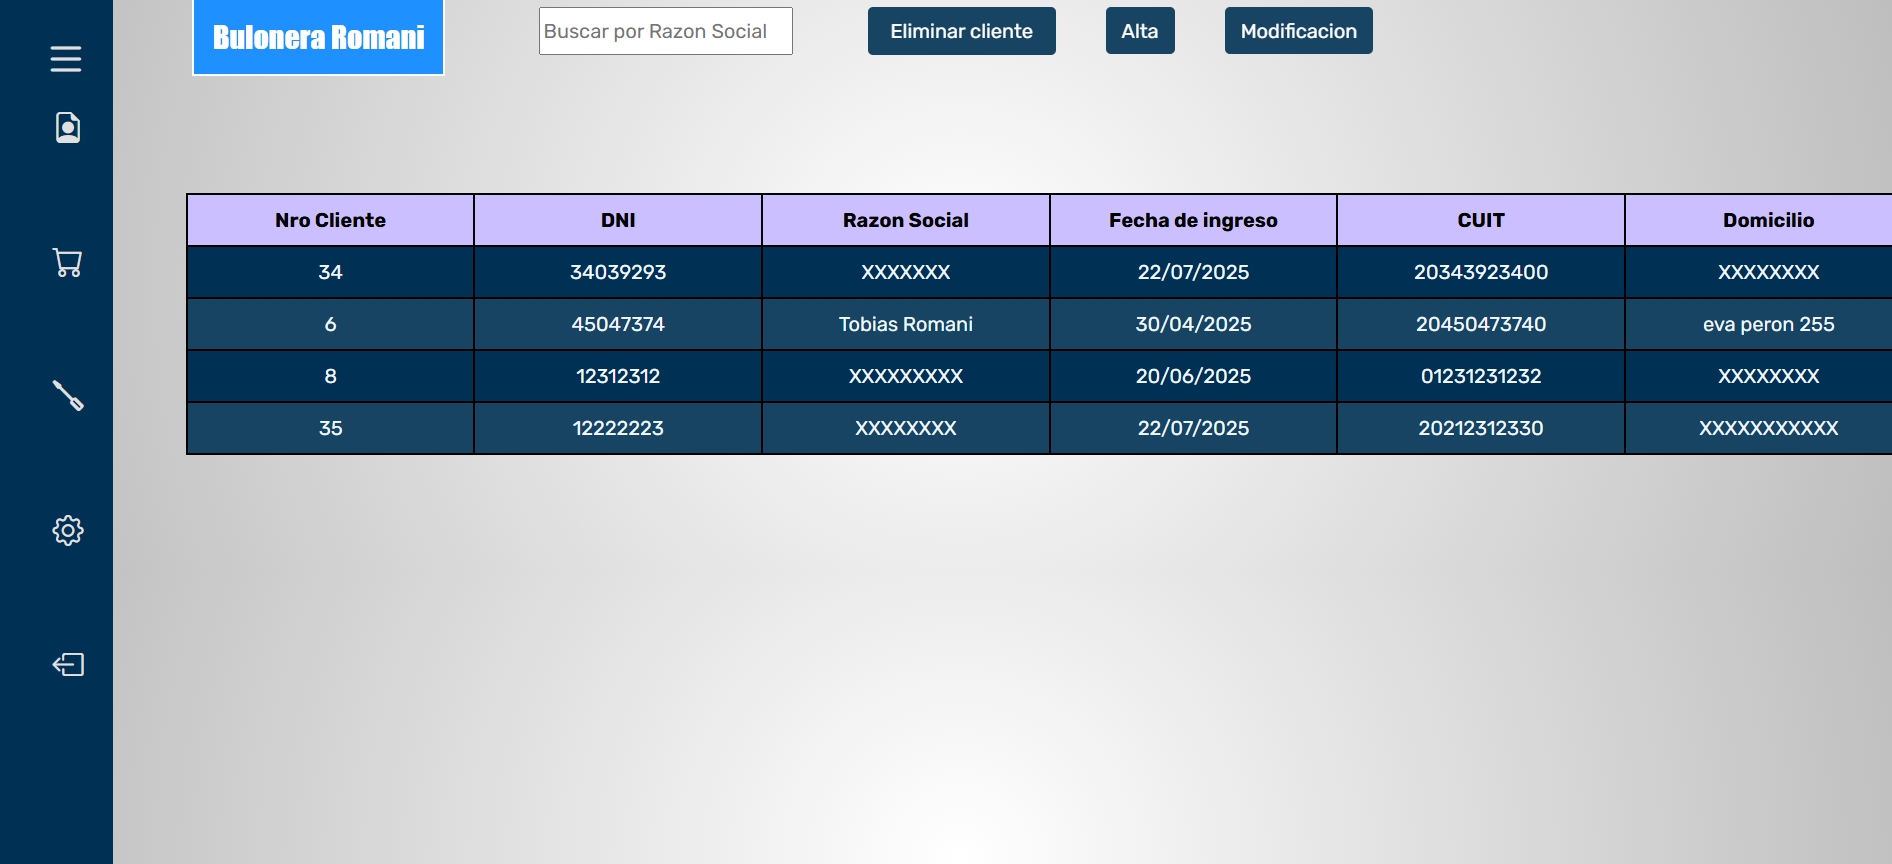 Bulonera Romani
Buscar por Razon Social
Eliminar cliente
Alta
Modificacion
Nro Cliente DNI Razon Social Fecha de ingreso CUIT Domicilio
34 34039293 XXXXXXX 22/07/2025 20343923400 XXXXXXXX
6 45047374 Tobias Romani 30/04/2025 20450473740 eva peron 255
8 12312312 XXXXXXXXX 20/06/2025 01231231232 XXXXXXXX
35 12222223 XXXXXXXX 22/07/2025 20212312330 XXXXXXXXXXX